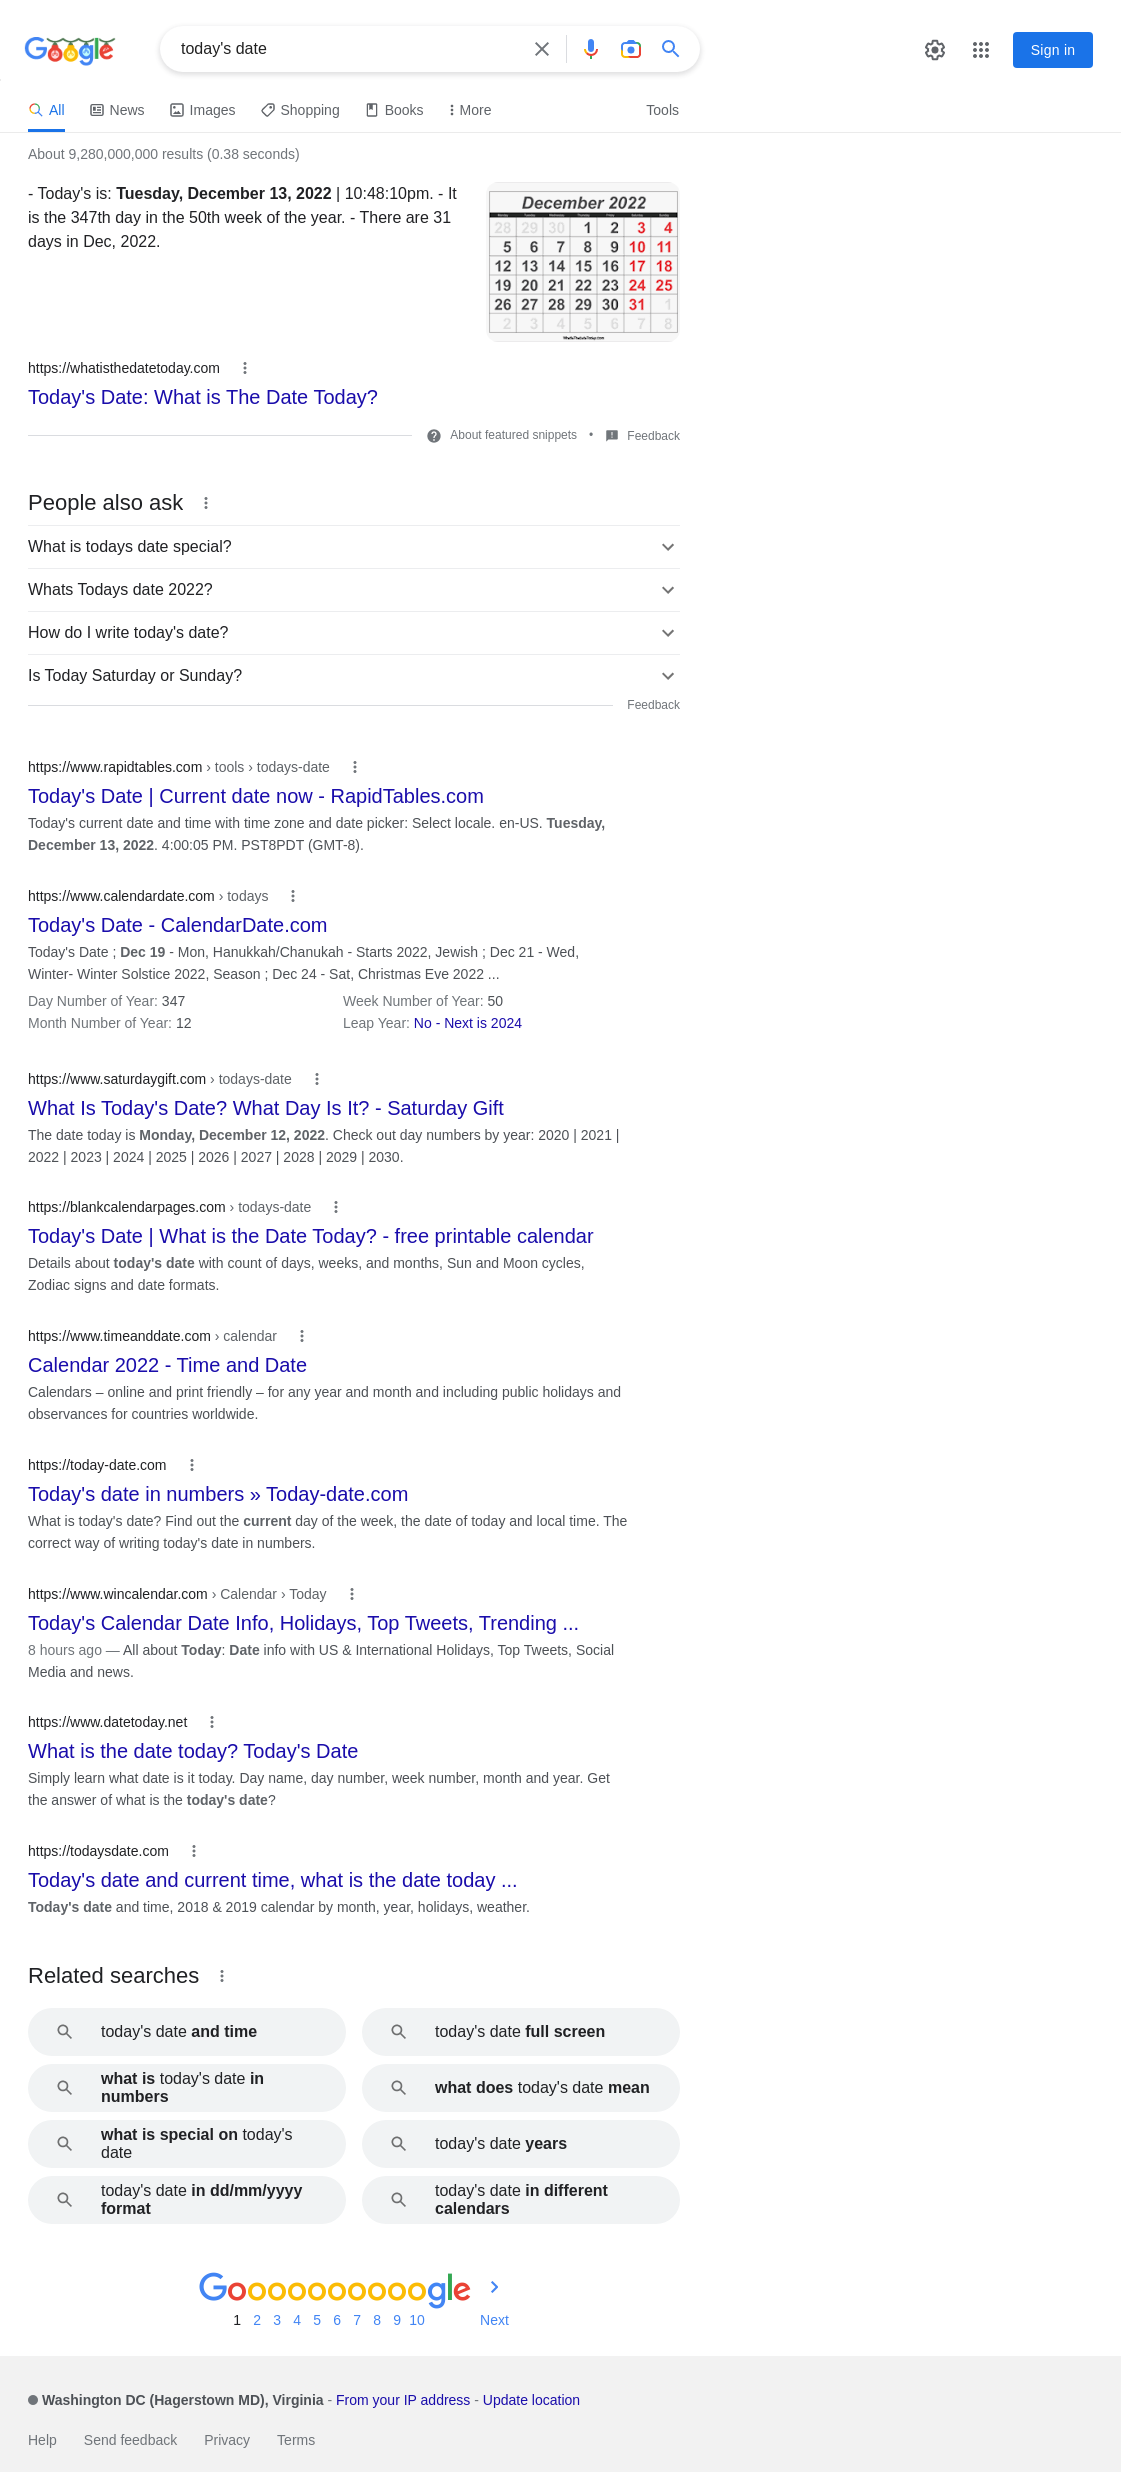 Google
today's date
Sign in
All
News
Images
Shopping
Books
More
Tools
About 9,280,000,000 results (0.38 seconds)
- Today's is: Tuesday, December 13, 2022 | 10:48:10pm. - It
is the 347th day in the 50th week of the year. - There are 31
days in Dec, 2022.
December 2022
28 29 30 1 2 3 4
5 6 7 8 9 10 11
12 13 14 15 16 17 18
19 20 21 22 23 24 25
26 27 28 29 30 31 1
2 3 4 5 6 7 8
https://whatisthedatetoday.com
Today's Date: What is The Date Today?
About featured snippets • Feedback
People also ask
What is todays date special?
Whats Todays date 2022?
How do I write today's date?
Is Today Saturday or Sunday?
Feedback
https://www.rapidtables.com › tools › todays-date
Today's Date | Current date now - RapidTables.com
Today's current date and time with time zone and date picker: Select locale. en-US. Tuesday,
December 13, 2022. 4:00:05 PM. PST8PDT (GMT-8).
https://www.calendardate.com › todays
Today's Date - CalendarDate.com
Today's Date ; Dec 19 - Mon, Hanukkah/Chanukah - Starts 2022, Jewish ; Dec 21 - Wed,
Winter- Winter Solstice 2022, Season ; Dec 24 - Sat, Christmas Eve 2022 ...
Day Number of Year: 347
Week Number of Year: 50
Month Number of Year: 12
Leap Year: No - Next is 2024
https://www.saturdaygift.com › todays-date
What Is Today's Date? What Day Is It? - Saturday Gift
The date today is Monday, December 12, 2022. Check out day numbers by year: 2020 | 2021 |
2022 | 2023 | 2024 | 2025 | 2026 | 2027 | 2028 | 2029 | 2030.
https://blankcalendarpages.com › todays-date
Today's Date | What is the Date Today? - free printable calendar
Details about today's date with count of days, weeks, and months, Sun and Moon cycles,
Zodiac signs and date formats.
https://www.timeanddate.com › calendar
Calendar 2022 - Time and Date
Calendars – online and print friendly – for any year and month and including public holidays and
observances for countries worldwide.
https://today-date.com
Today's date in numbers » Today-date.com
What is today's date? Find out the current day of the week, the date of today and local time. The
correct way of writing today's date in numbers.
https://www.wincalendar.com › Calendar › Today
Today's Calendar Date Info, Holidays, Top Tweets, Trending ...
8 hours ago — All about Today: Date info with US & International Holidays, Top Tweets, Social
Media and news.
https://www.datetoday.net
What is the date today? Today's Date
Simply learn what date is it today. Day name, day number, week number, month and year. Get
the answer of what is the today's date?
https://todaysdate.com
Today's date and current time, what is the date today ...
Today's date and time, 2018 & 2019 calendar by month, year, holidays, weather.
Related searches
today's date and time
today's date full screen
what is today's date in
numbers
what does today's date mean
what is special on today's
date
today's date years
today's date in dd/mm/yyyy
format
today's date in different
calendars
Goooooooooogle
1 2 3 4 5 6 7 8 9 10 Next
Washington DC (Hagerstown MD), Virginia - From your IP address - Update location
Help
Send feedback
Privacy
Terms